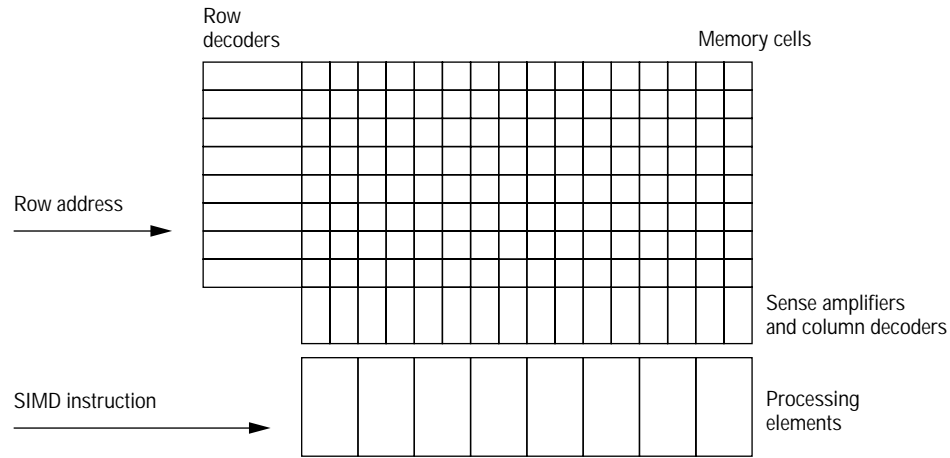 Row
decoders
Memory cells
Row address
Sense amplifiers
and column decoders
SIMD instruction
Processing
elements